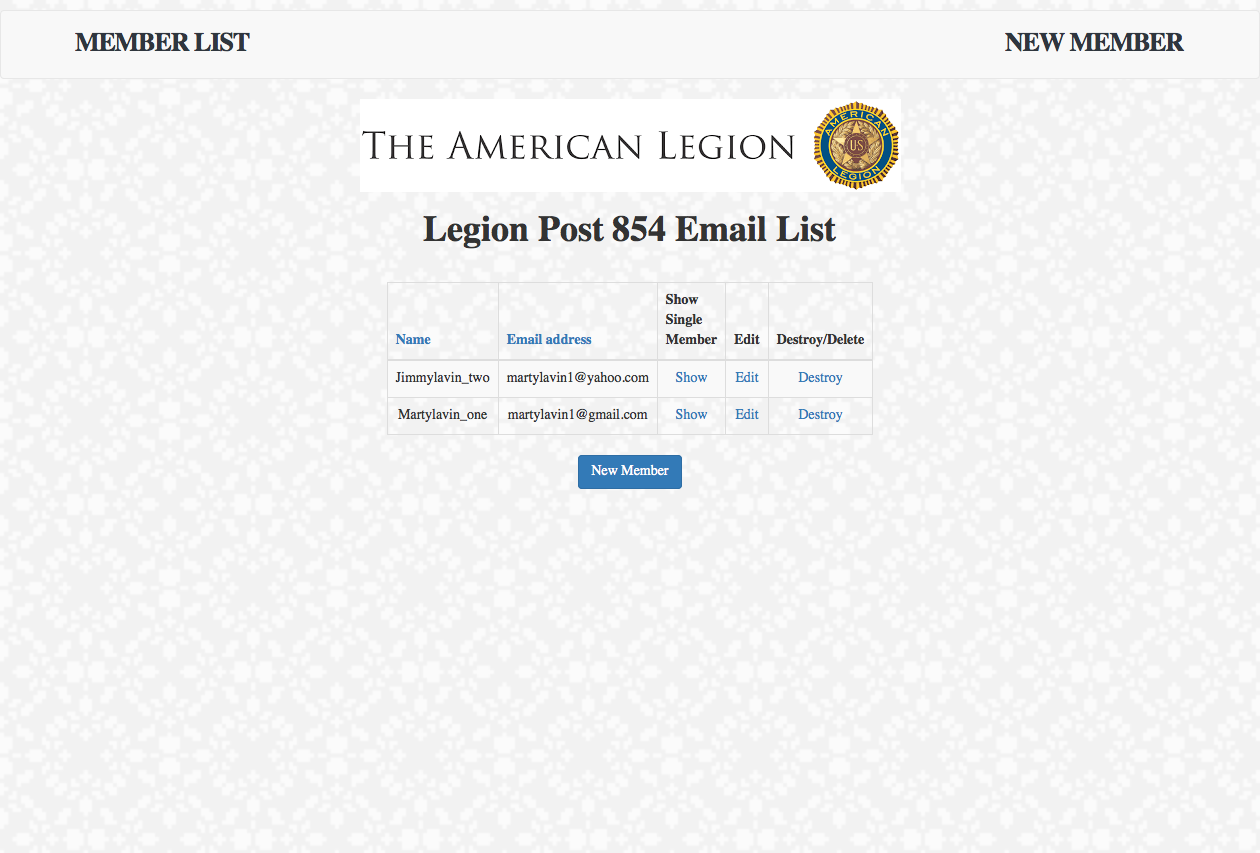 MEMBER LIST
NEW MEMBER
THE AMERICAN LEGION
AMERICAN
US
LEGION
Legion Post 854 Email List
Name
Email address
Show
Single
Member
Edit
Destroy/Delete
Jimmylavin_two
martylavin1@yahoo.com
Show
Edit
Destroy
Martylavin_one
martylavin1@gmail.com
Show
Edit
Destroy
New Member